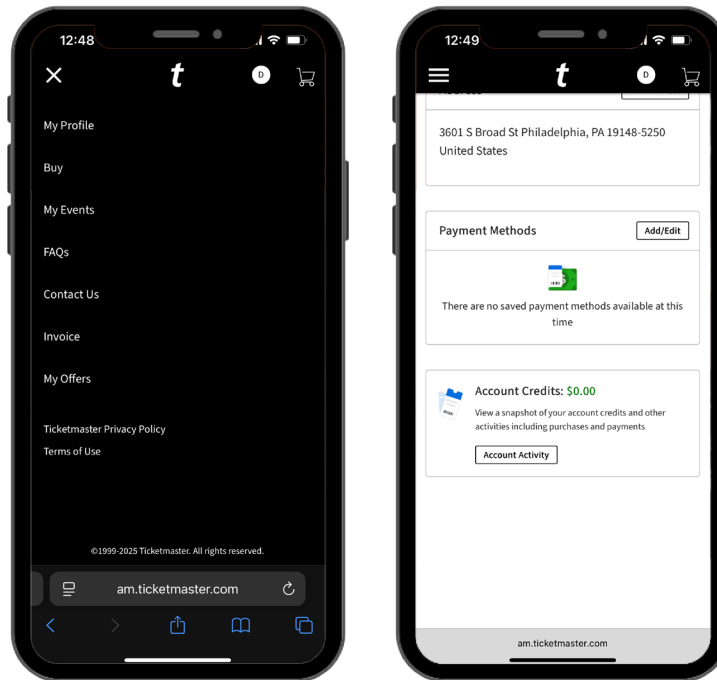 12:48
t
D
My Profile
Buy
My Events
FAQs
Contact Us
Invoice
My Offers
Ticketmaster Privacy Policy
Terms of Use
©1999-2025 Ticketmaster. All rights reserved.
am.ticketmaster.com
12:49
t
D
3601 S Broad St Philadelphia, PA 19148-5250
United States
Payment Methods
Add/Edit
There are no saved payment methods available at this
time
Account Credits: $0.00
View a snapshot of your account credits and other
activities including purchases and payments
Account Activity
am.ticketmaster.com